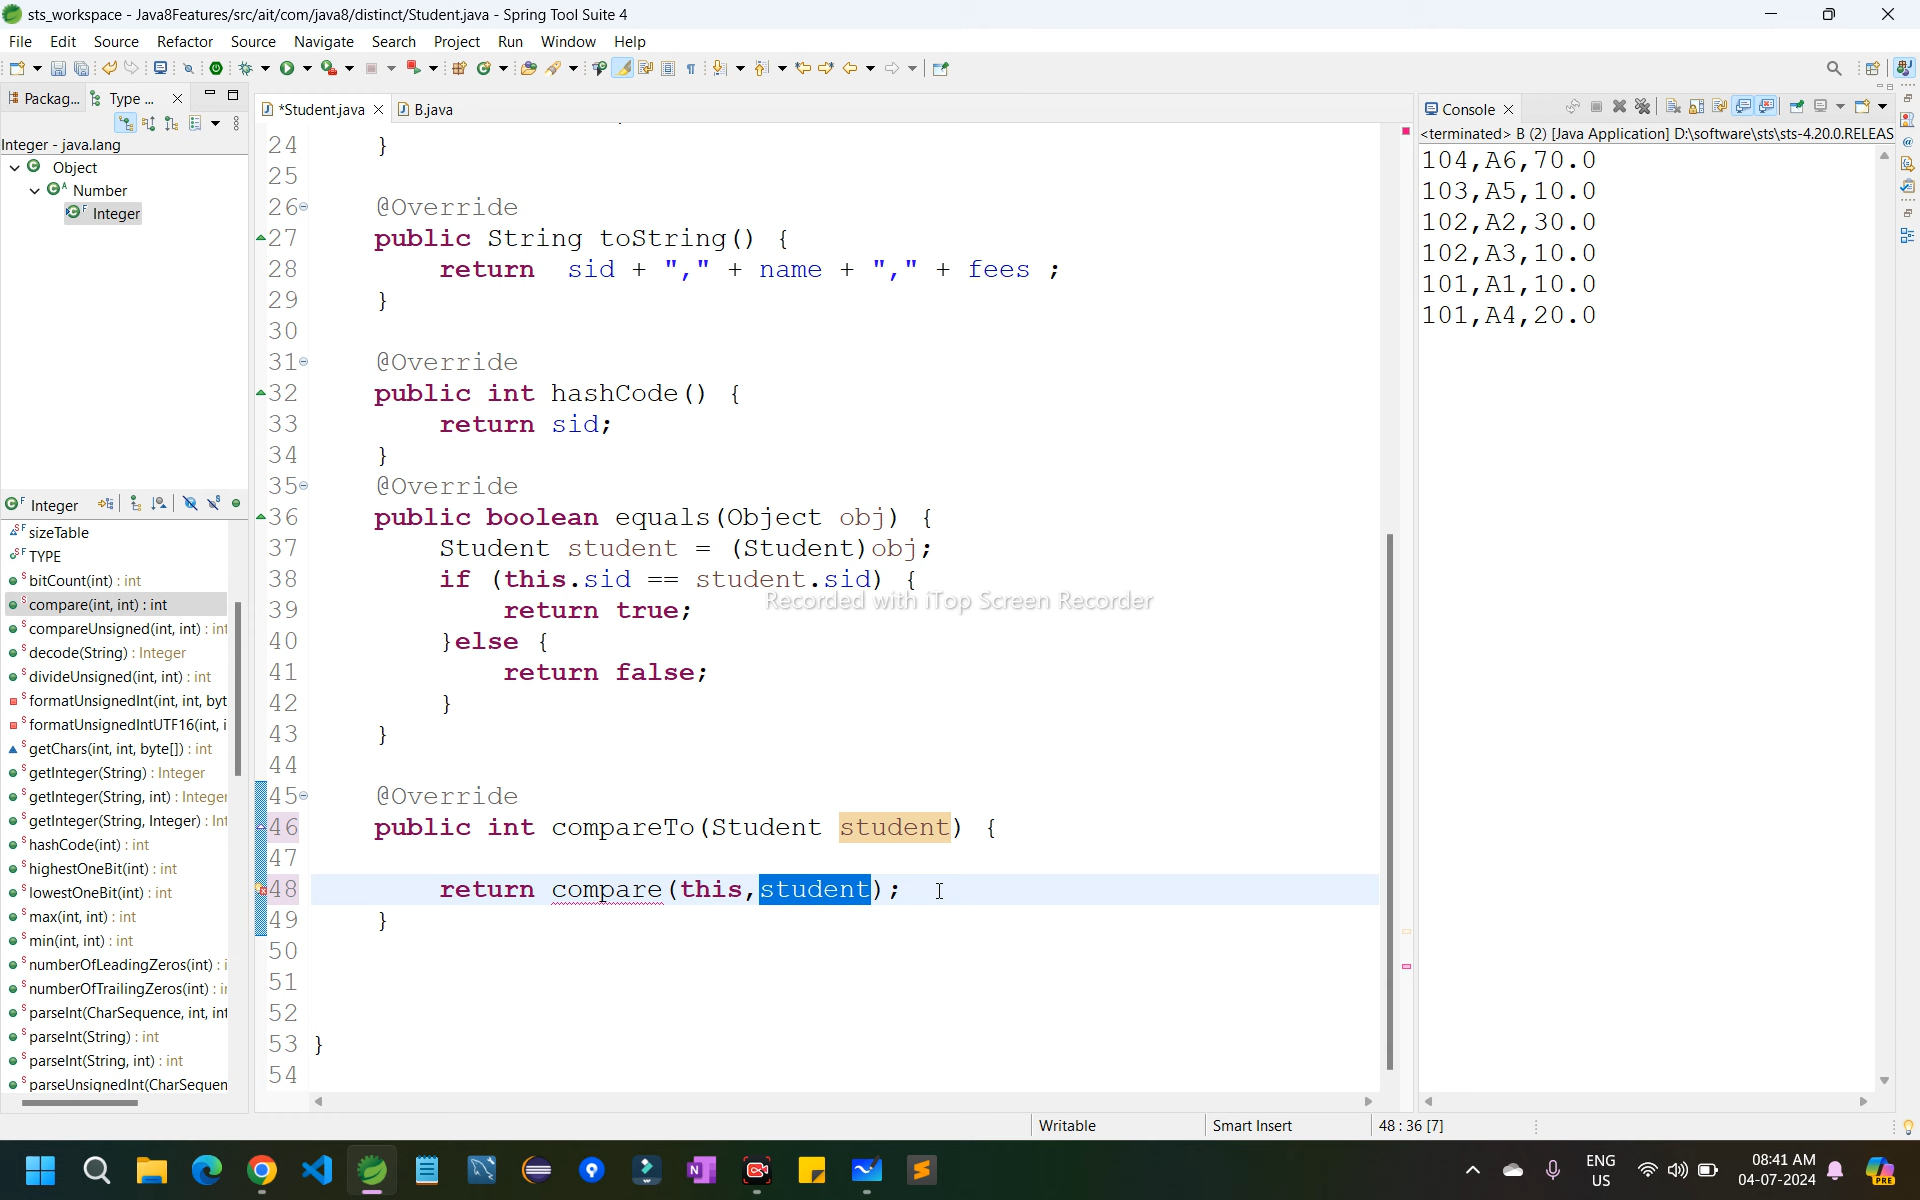 sts_workspace - Java8Features/src/ait/com/java8/distinct/Student.java - Spring Tool Suite 4
File Edit Source Refactor Source Navigate Search Project Run Window Help
Packag... Type ...
Integer - java.lang
Object
Number
Integer
Integer
sizeTable
TYPE
bitCount(int) : int
compare(int, int) : int
compareUnsigned(int, int) : int
decode(String) : Integer
divideUnsigned(int, int) : int
formatUnsignedInt(int, int, byt
formatUnsignedIntUTF16(int, i
getChars(int, int, byte[]) : int
getInteger(String) : Integer
getInteger(String, int) : Integer
getInteger(String, Integer) : Int
hashCode(int) : int
highestOneBit(int) : int
lowestOneBit(int) : int
max(int, int) : int
min(int, int) : int
numberOfLeadingZeros(int) : i
numberOfTrailingZeros(int) : in
parseInt(CharSequence, int, int
parseInt(String) : int
parseInt(String, int) : int
parseUnsignedInt(CharSequen
*Student.java B.java
24 }
25
26 @Override
27 public String toString() {
28 return sid + "," + name + "," + fees ;
29 }
30
31 @Override
32 public int hashCode() {
33 return sid;
34 }
35 @Override
36 public boolean equals(Object obj) {
37 Student student = (Student)obj;
38 if (this.sid == student.sid) {
39 return true;
40 }else {
41 return false;
42 }
43 }
44
45 @Override
46 public int compareTo(Student student) {
47
48 return compare(this,student);
49 }
50
51
52
53 }
54
Recorded with iTop Screen Recorder
Console
<terminated> B (2) [Java Application] D:\software\sts\sts-4.20.0.RELEAS
104,A6,70.0
103,A5,10.0
102,A2,30.0
102,A3,10.0
101,A1,10.0
101,A4,20.0
Writable Smart Insert 48 : 36 [7]
ENG
US
08:41 AM
04-07-2024
PRE